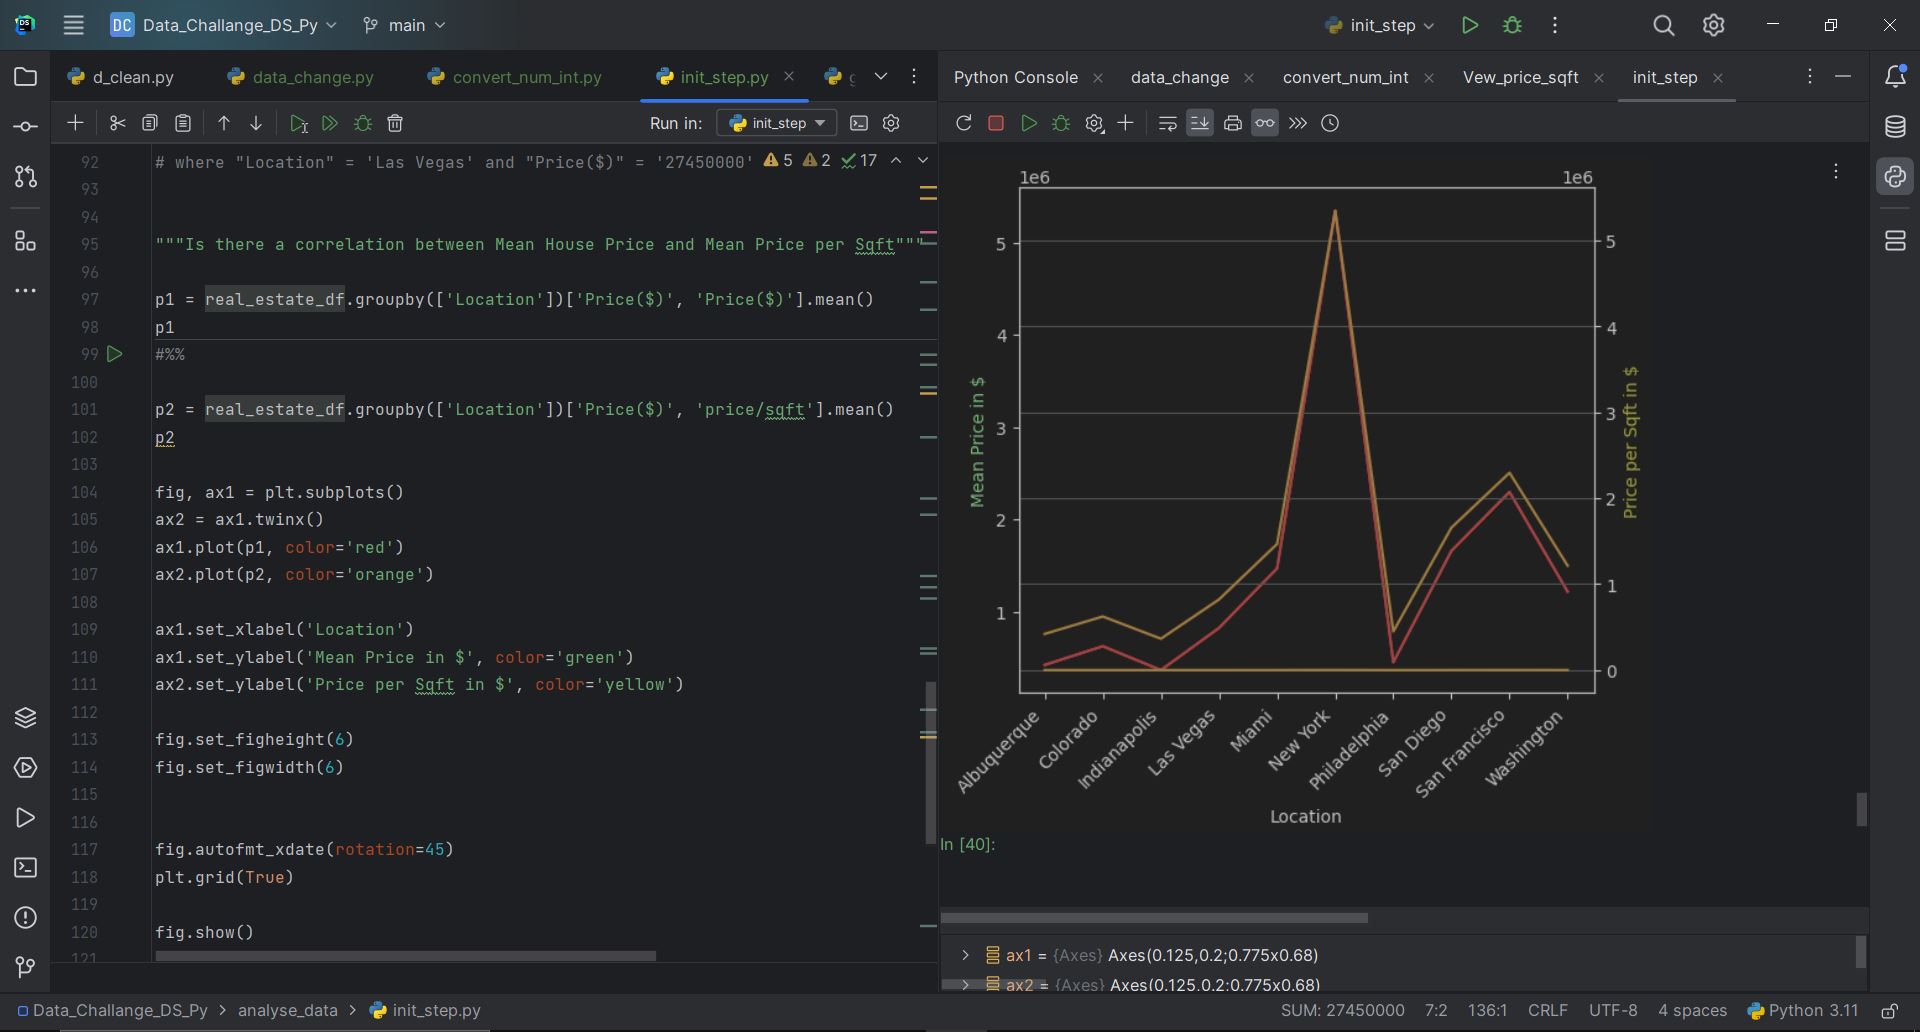 DC Data_Challange_DS_Py main init_step
d_clean.py data_change.py convert_num_int.py init_step.py
Python Console data_change convert_num_int Vew_price_sqft init_step
Run in: init_step
92 # where "Location" = 'Las Vegas' and "Price($)" = '27450000' 5 2 17
93
94
95 """Is there a correlation between Mean House Price and Mean Price per Sqft"""
96
97 p1 = real_estate_df.groupby(['Location'])['Price($)', 'Price($)'].mean()
98 p1
99 #%%
100
101 p2 = real_estate_df.groupby(['Location'])['Price($)', 'price/sqft'].mean()
102 p2
103
104 fig, ax1 = plt.subplots()
105 ax2 = ax1.twinx()
106 ax1.plot(p1, color='red')
107 ax2.plot(p2, color='orange')
108
109 ax1.set_xlabel('Location')
110 ax1.set_ylabel('Mean Price in $', color='green')
111 ax2.set_ylabel('Price per Sqft in $', color='yellow')
112
113 fig.set_figheight(6)
114 fig.set_figwidth(6)
115
116
117 fig.autofmt_xdate(rotation=45)
118 plt.grid(True)
119
120 fig.show()
121
1e6 1e6
5 5
4 4
3 3
2 2
1 1
0
Mean Price in $
Price per Sqft in $
Albuquerque
Colorado
Indianapolis
Las Vegas
Miami
New York
Philadelphia
San Diego
San Francisco
Washington
Location
In [40]:
ax1 = {Axes} Axes(0.125,0.2;0.775x0.68)
ax2 = {Axes} Axes(0.125,0.2;0.775x0.68)
Data_Challange_DS_Py > analyse_data > init_step.py SUM: 27450000 7:2 136:1 CRLF UTF-8 4 spaces Python 3.11